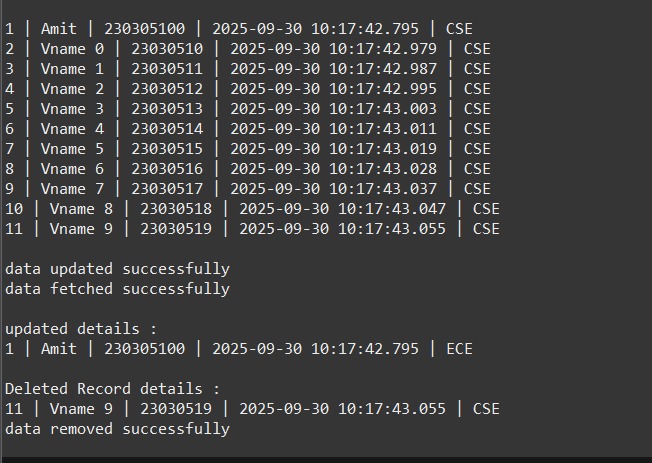 1 | Amit | 230305100 | 2025-09-30 10:17:42.795 | CSE
2 | Vname 0 | 23030510 | 2025-09-30 10:17:42.979 | CSE
3 | Vname 1 | 23030511 | 2025-09-30 10:17:42.987 | CSE
4 | Vname 2 | 23030512 | 2025-09-30 10:17:42.995 | CSE
5 | Vname 3 | 23030513 | 2025-09-30 10:17:43.003 | CSE
6 | Vname 4 | 23030514 | 2025-09-30 10:17:43.011 | CSE
7 | Vname 5 | 23030515 | 2025-09-30 10:17:43.019 | CSE
8 | Vname 6 | 23030516 | 2025-09-30 10:17:43.028 | CSE
9 | Vname 7 | 23030517 | 2025-09-30 10:17:43.037 | CSE
10 | Vname 8 | 23030518 | 2025-09-30 10:17:43.047 | CSE
11 | Vname 9 | 23030519 | 2025-09-30 10:17:43.055 | CSE
data updated successfully
data fetched successfully
updated details :
1 | Amit | 230305100 | 2025-09-30 10:17:42.795 | ECE
Deleted Record details :
11 | Vname 9 | 23030519 | 2025-09-30 10:17:43.055 | CSE
data removed successfully